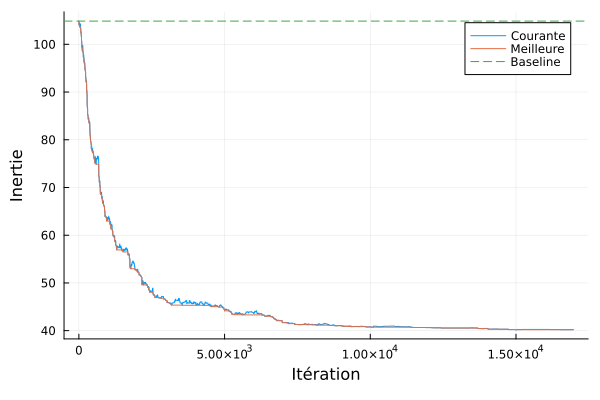 Inertie
100
90
80
70
60
50
40
Courante
Meilleure
Baseline
0
5.00×10³
1.00×10⁴
1.50×10⁴
Itération